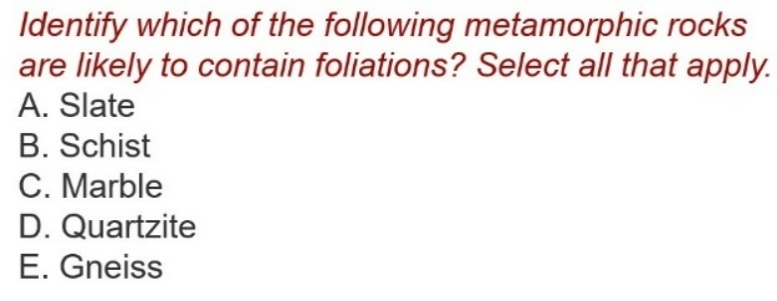 Identify which of the following metamorphic rocks
are likely to contain foliations? Select all that apply.
A. Slate
B. Schist
C. Marble
D. Quartzite
E. Gneiss